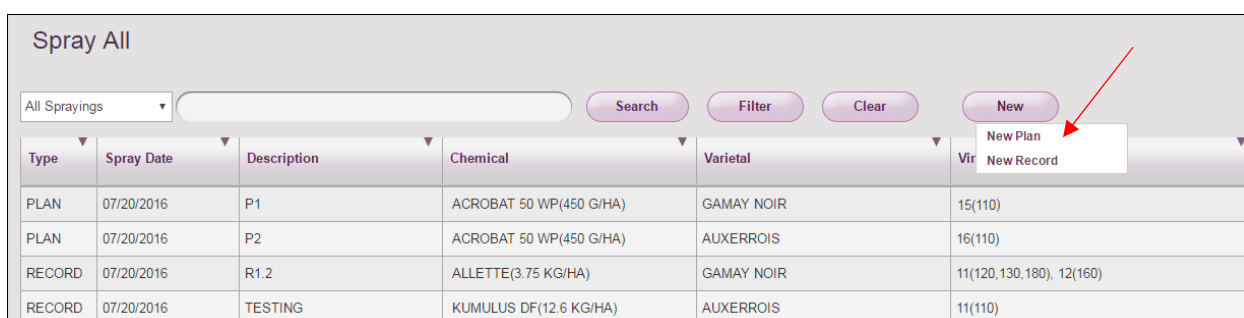 Spray All
All Sprayings Search Filter Clear New
New Plan
New Record
Type Spray Date Description Chemical Varietal
PLAN 07/20/2016 P1 ACROBAT 50 WP(450 G/HA) GAMAY NOIR 15(110)
PLAN 07/20/2016 P2 ACROBAT 50 WP(450 G/HA) AUXERROIS 16(110)
RECORD 07/20/2016 R1.2 ALLETTE(3.75 KG/HA) GAMAY NOIR 11(120,130,180), 12(160)
RECORD 07/20/2016 TESTING KUMULUS DF(12.6 KG/HA) AUXERROIS 11(110)